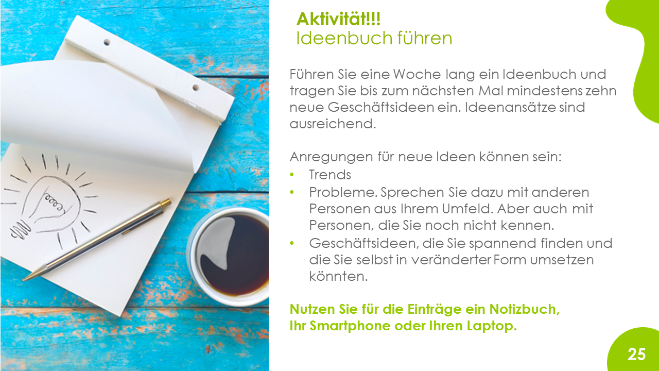 Aktivität!!!
Ideenbuch führen
Führen Sie eine Woche lang ein Ideenbuch und
tragen Sie bis zum nächsten Mal mindestens zehn
neue Geschäftsideen ein. Ideenansätze sind
ausreichend.
Anregungen für neue Ideen können sein:
• Trends
• Probleme. Sprechen Sie dazu mit anderen
Personen aus Ihrem Umfeld. Aber auch mit
Personen, die Sie noch nicht kennen.
• Geschäftsideen, die Sie spannend finden und
die Sie selbst in veränderter Form umsetzen
könnten.
Nutzen Sie für die Einträge ein Notizbuch,
Ihr Smartphone oder Ihren Laptop.
25